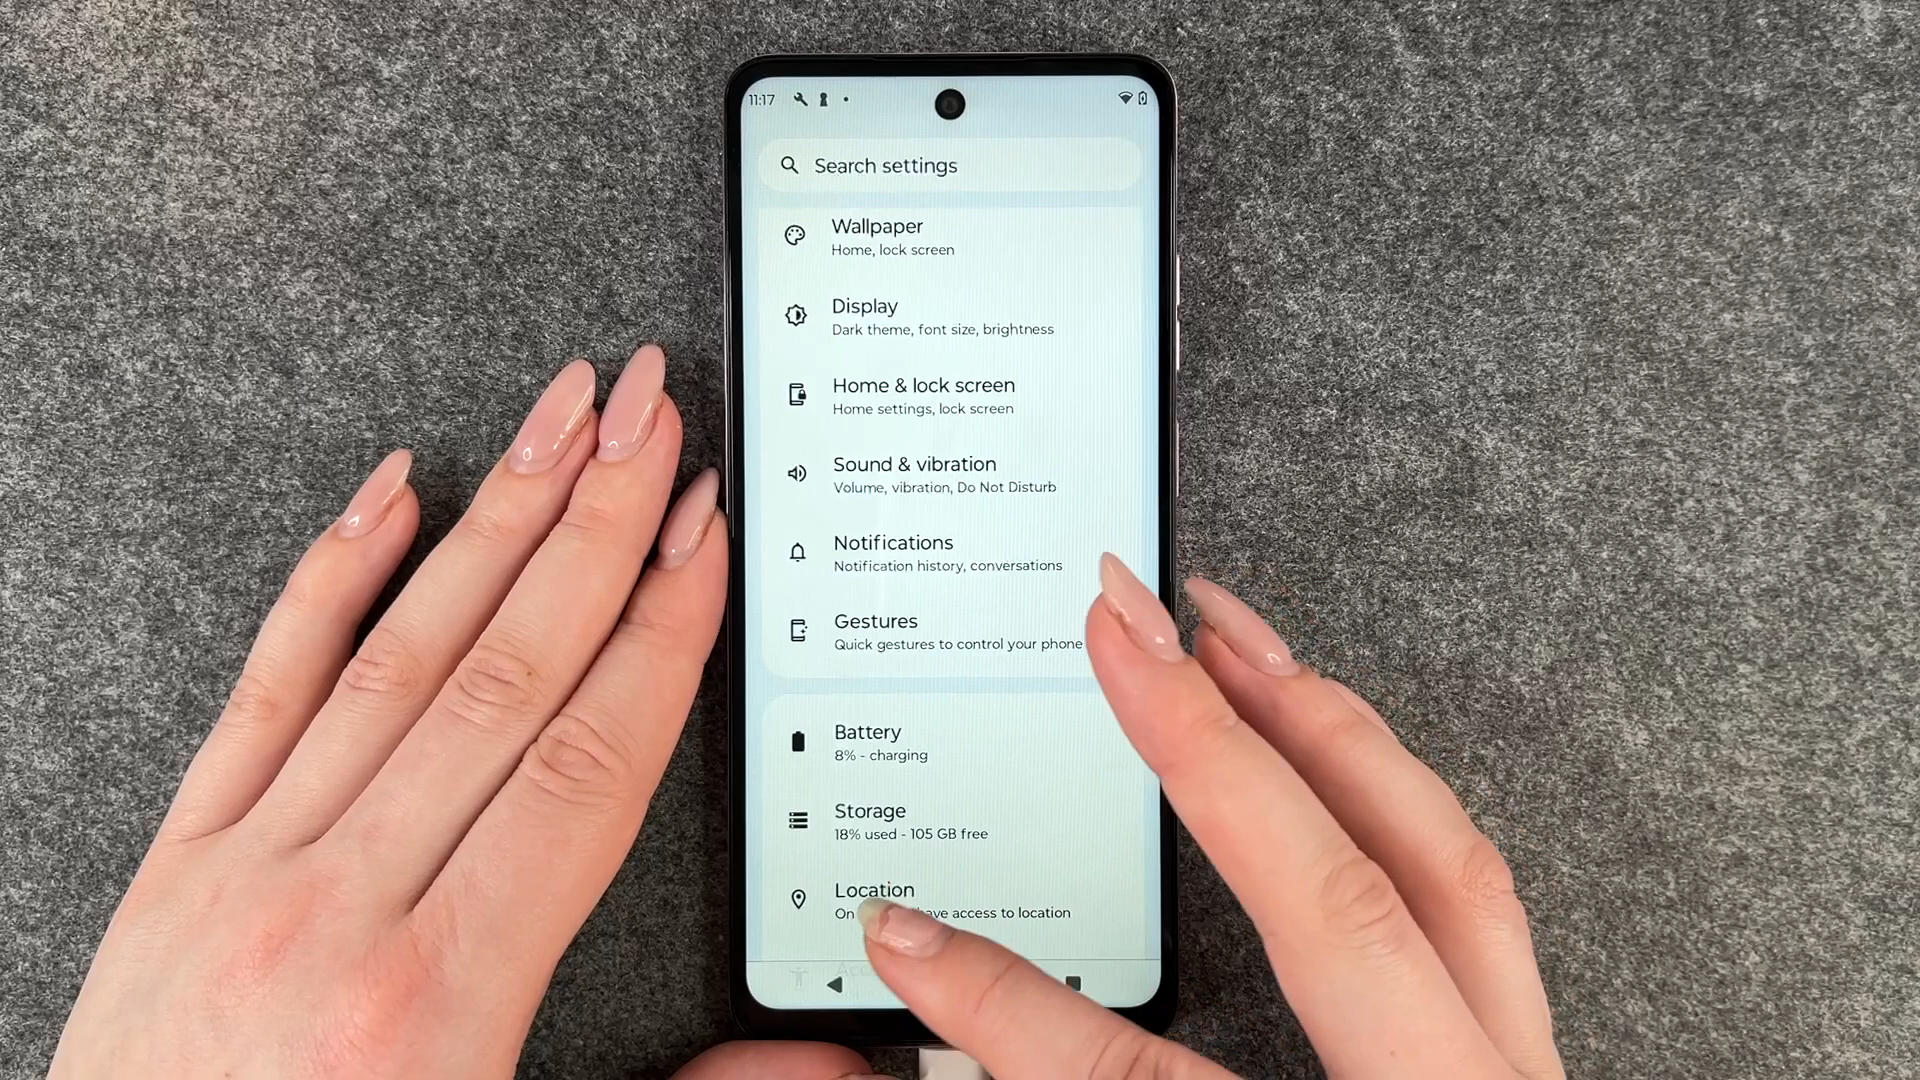 11:17
Search settings
Wallpaper
Home, lock screen
Display
Dark theme, font size, brightness
Home & lock screen
Home settings, lock screen
Sound & vibration
Volume, vibration, Do Not Disturb
Notifications
Notification history, conversations
Gestures
Quick gestures to control your phone
Battery
8% - charging
Storage
18% used - 105 GB free
Location
On have access to location